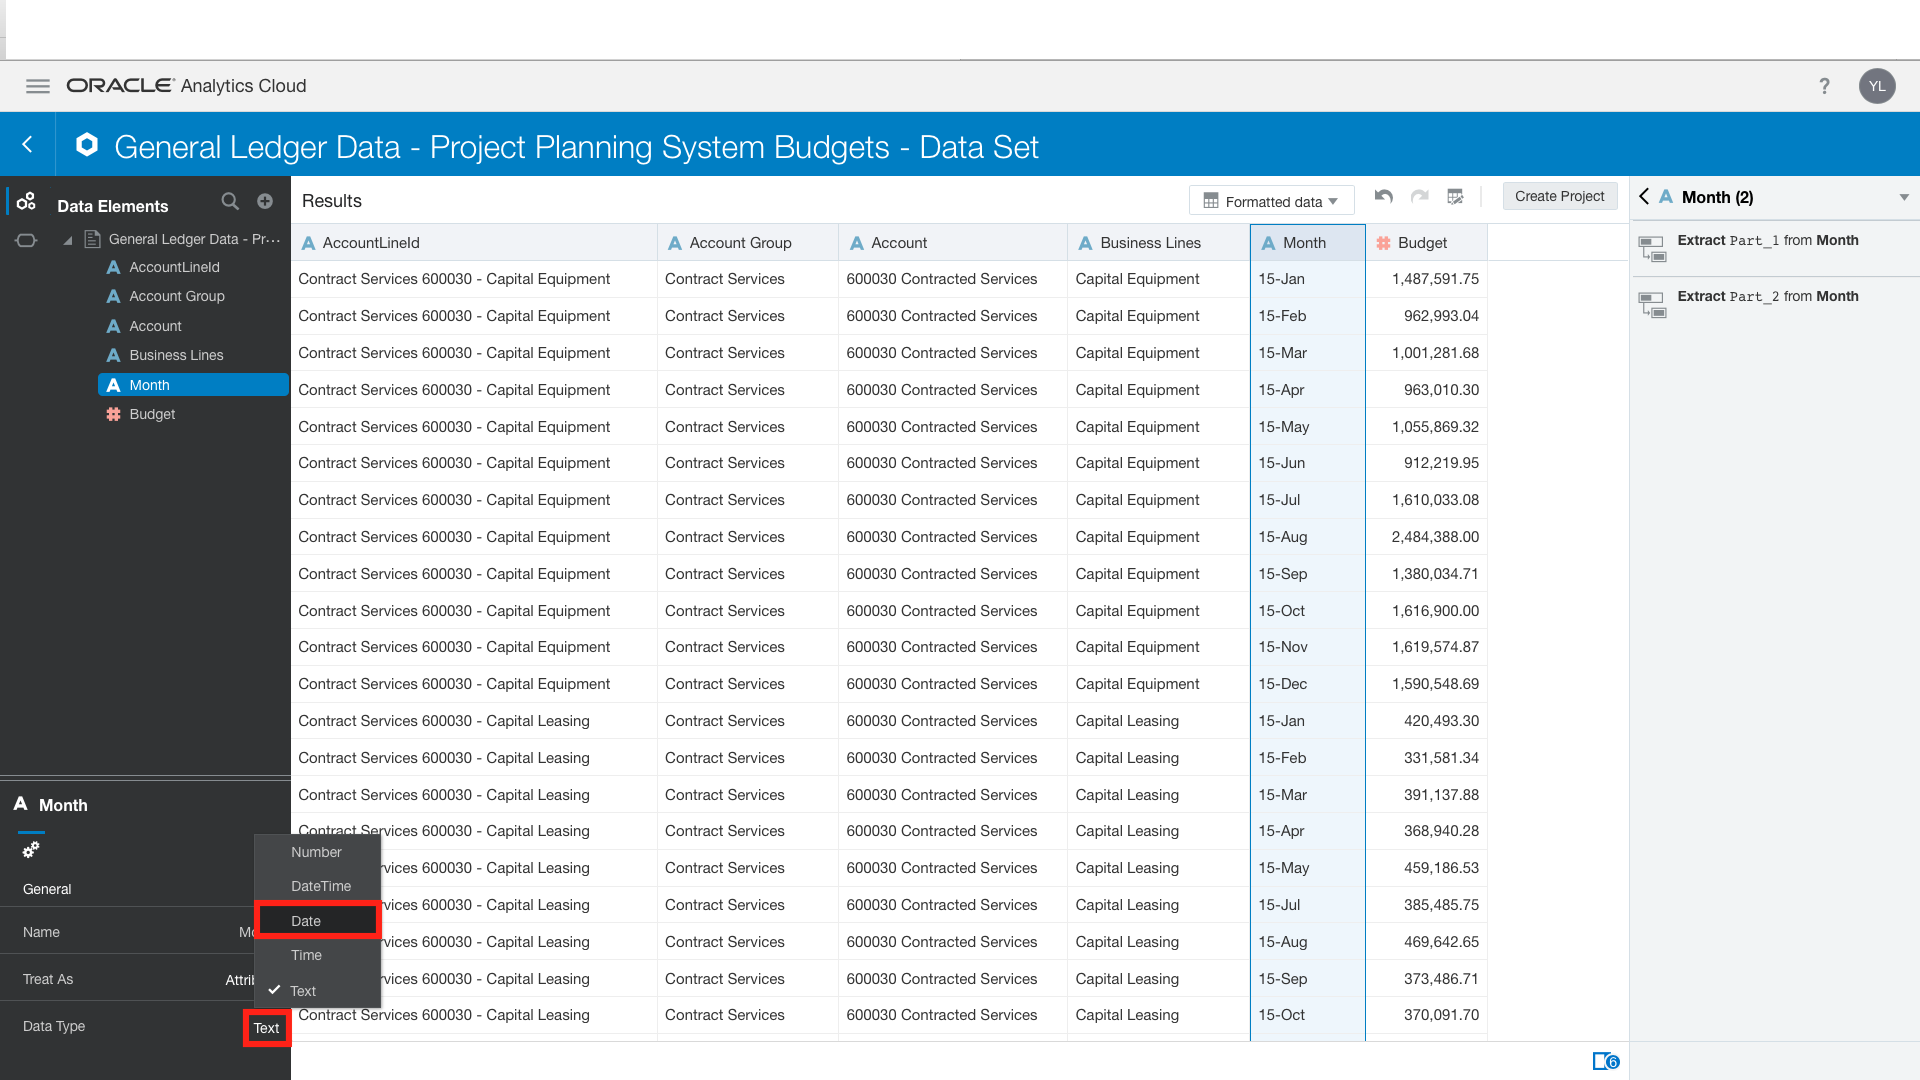 ORACLE Analytics Cloud
?
YL
General Ledger Data - Project Planning System Budgets - Data Set
Data Elements
General Ledger Data - Pr...
AccountLineId
Account Group
Account
Business Lines
Month
Budget
Results
Formatted data
Create Project
AccountLineId Account Group Account Business Lines Month Budget
Contract Services 600030 - Capital Equipment Contract Services 600030 Contracted Services Capital Equipment 15-Jan 1,487,591.75
Contract Services 600030 - Capital Equipment Contract Services 600030 Contracted Services Capital Equipment 15-Feb 962,993.04
Contract Services 600030 - Capital Equipment Contract Services 600030 Contracted Services Capital Equipment 15-Mar 1,001,281.68
Contract Services 600030 - Capital Equipment Contract Services 600030 Contracted Services Capital Equipment 15-Apr 963,010.30
Contract Services 600030 - Capital Equipment Contract Services 600030 Contracted Services Capital Equipment 15-May 1,055,869.32
Contract Services 600030 - Capital Equipment Contract Services 600030 Contracted Services Capital Equipment 15-Jun 912,219.95
Contract Services 600030 - Capital Equipment Contract Services 600030 Contracted Services Capital Equipment 15-Jul 1,610,033.08
Contract Services 600030 - Capital Equipment Contract Services 600030 Contracted Services Capital Equipment 15-Aug 2,484,388.00
Contract Services 600030 - Capital Equipment Contract Services 600030 Contracted Services Capital Equipment 15-Sep 1,380,034.71
Contract Services 600030 - Capital Equipment Contract Services 600030 Contracted Services Capital Equipment 15-Oct 1,616,900.00
Contract Services 600030 - Capital Equipment Contract Services 600030 Contracted Services Capital Equipment 15-Nov 1,619,574.87
Contract Services 600030 - Capital Equipment Contract Services 600030 Contracted Services Capital Equipment 15-Dec 1,590,548.69
Contract Services 600030 - Capital Leasing Contract Services 600030 Contracted Services Capital Leasing 15-Jan 420,493.30
Contract Services 600030 - Capital Leasing Contract Services 600030 Contracted Services Capital Leasing 15-Feb 331,581.34
Contract Services 600030 - Capital Leasing Contract Services 600030 Contracted Services Capital Leasing 15-Mar 391,137.88
Contract Services 600030 - Capital Leasing Contract Services 600030 Contracted Services Capital Leasing 15-Apr 368,940.28
rvices 600030 - Capital Leasing Contract Services 600030 Contracted Services Capital Leasing 15-May 459,186.53
rvices 600030 - Capital Leasing Contract Services 600030 Contracted Services Capital Leasing 15-Jul 385,485.75
rvices 600030 - Capital Leasing Contract Services 600030 Contracted Services Capital Leasing 15-Aug 469,642.65
rvices 600030 - Capital Leasing Contract Services 600030 Contracted Services Capital Leasing 15-Sep 373,486.71
Contract Services 600030 - Capital Leasing Contract Services 600030 Contracted Services Capital Leasing 15-Oct 370,091.70
6
Month (2)
Extract Part_1 from Month
Extract Part_2 from Month
Month
General
Name Mo
Treat As Attrib
Data Type Text
Number
DateTime
Date
Time
Text